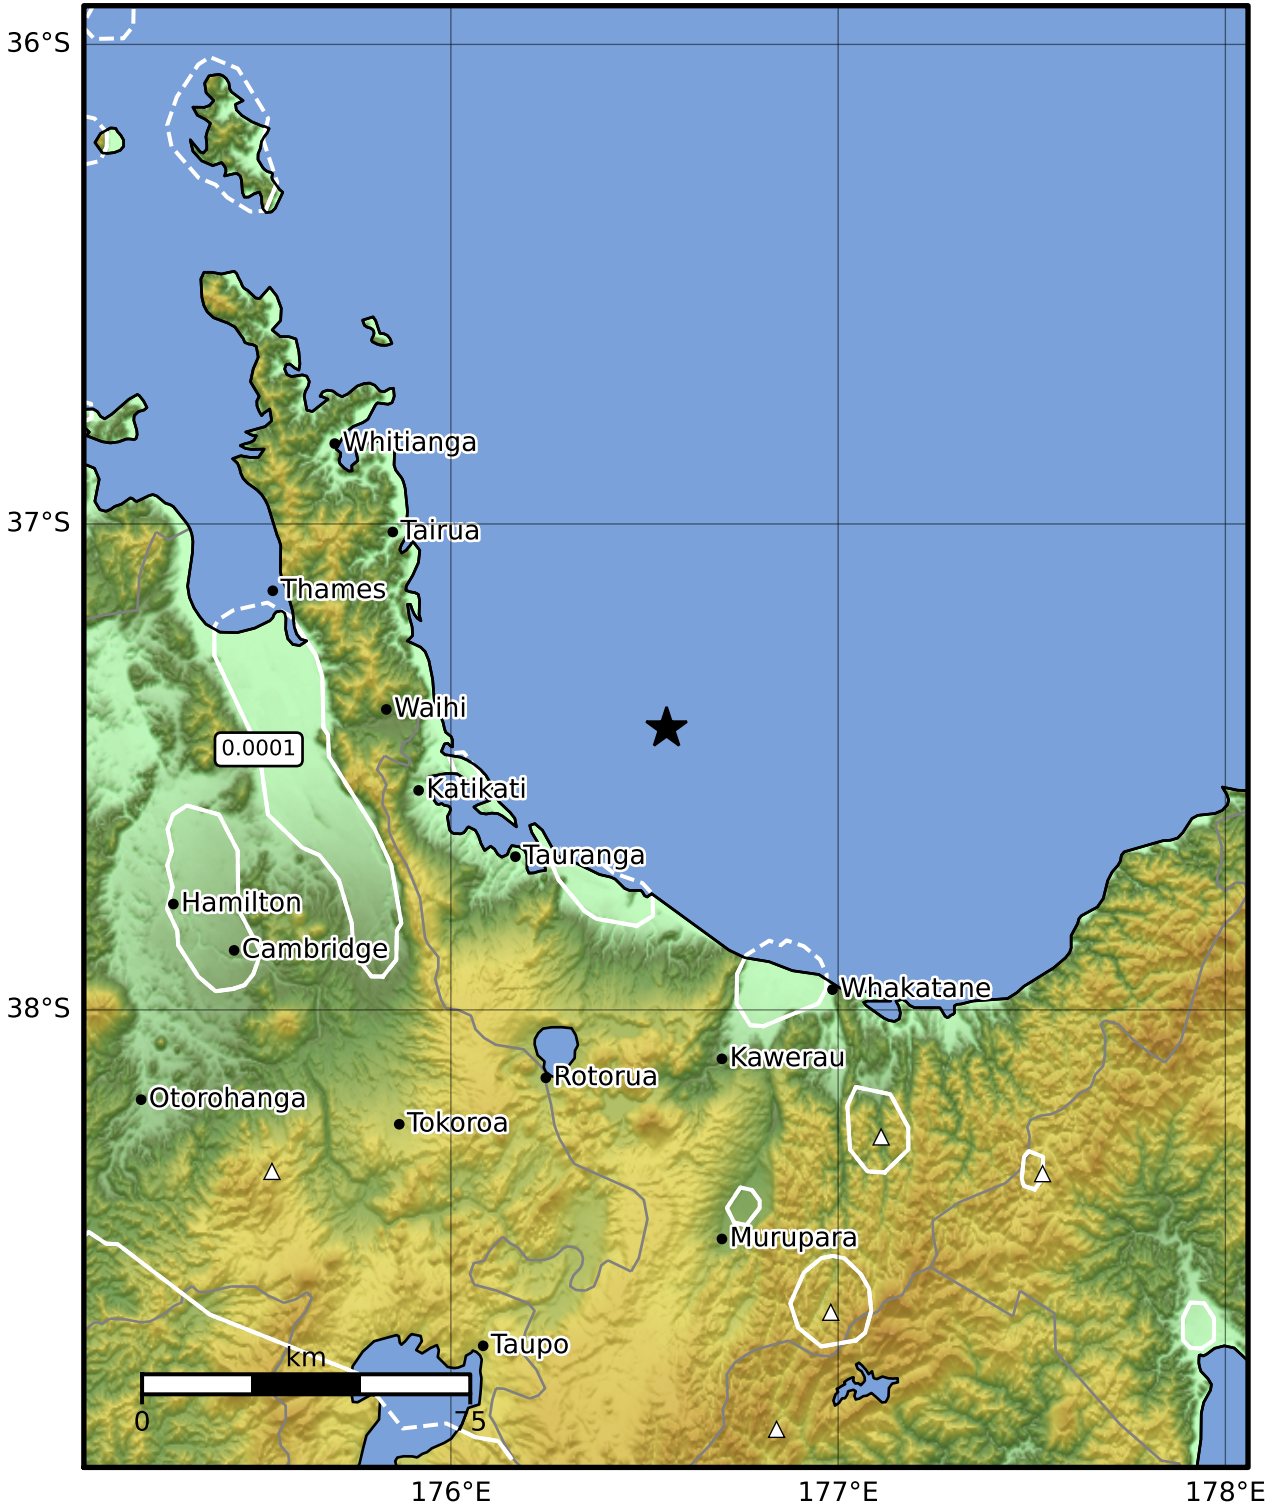 36°S
Whitianga
37°S
Tairua
Thames
Waihi
0.0001
Katikati
Tauranga
Hamilton
Cambridge
Whakatane
38°S
Kawerau
Rotorua
Otorohanga
Tokoroa
Murupara
Taupo
km
0 75
176°E 177°E 178°E